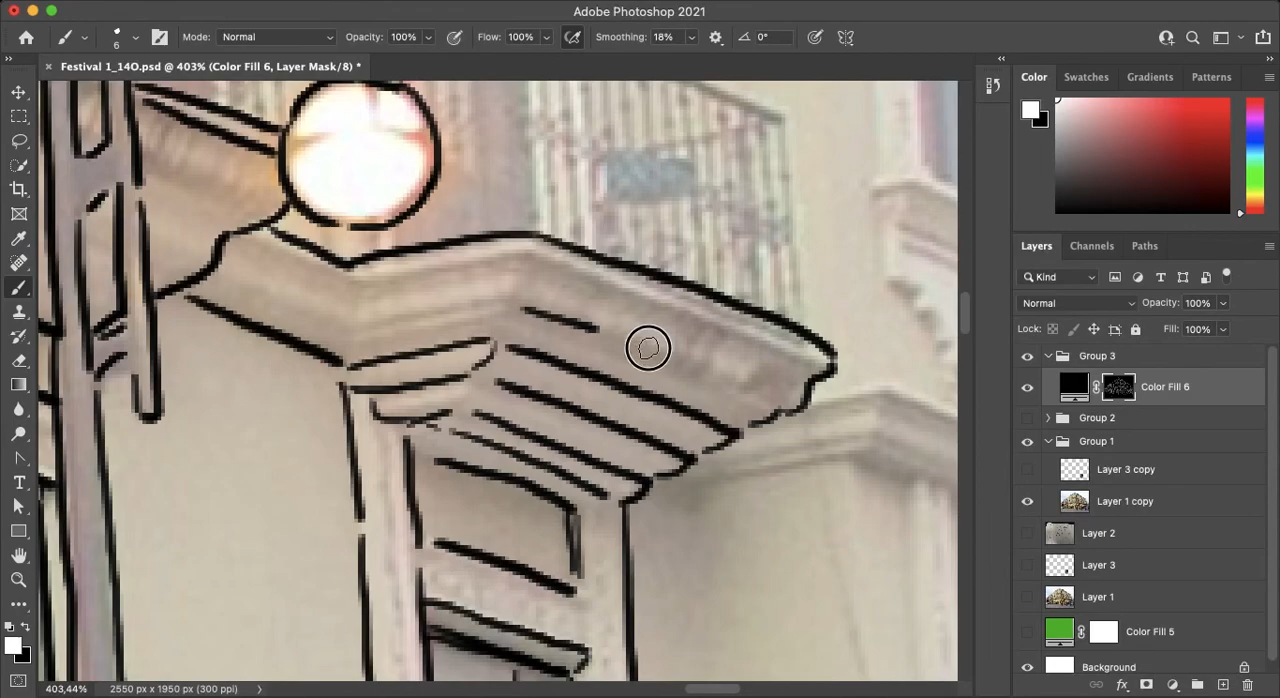 Adobe Photoshop 2021
6
Mode: Normal
Opacity: 100%
Flow: 100%
Smoothing: 18%
0°
Festival 1_14O.psd @ 403% (Color Fill 6, Layer Mask/8) *
Color
Swatches
Gradients
Patterns
Layers
Channels
Paths
Kind
Normal
Opacity: 100%
Lock:
Fill: 100%
Group 3
Color Fill 6
Group 2
Group 1
Layer 3 copy
Layer 1 copy
Layer 2
Layer 3
Layer 1
Color Fill 5
Background
403,44%
2550 px x 1950 px (300 ppi)